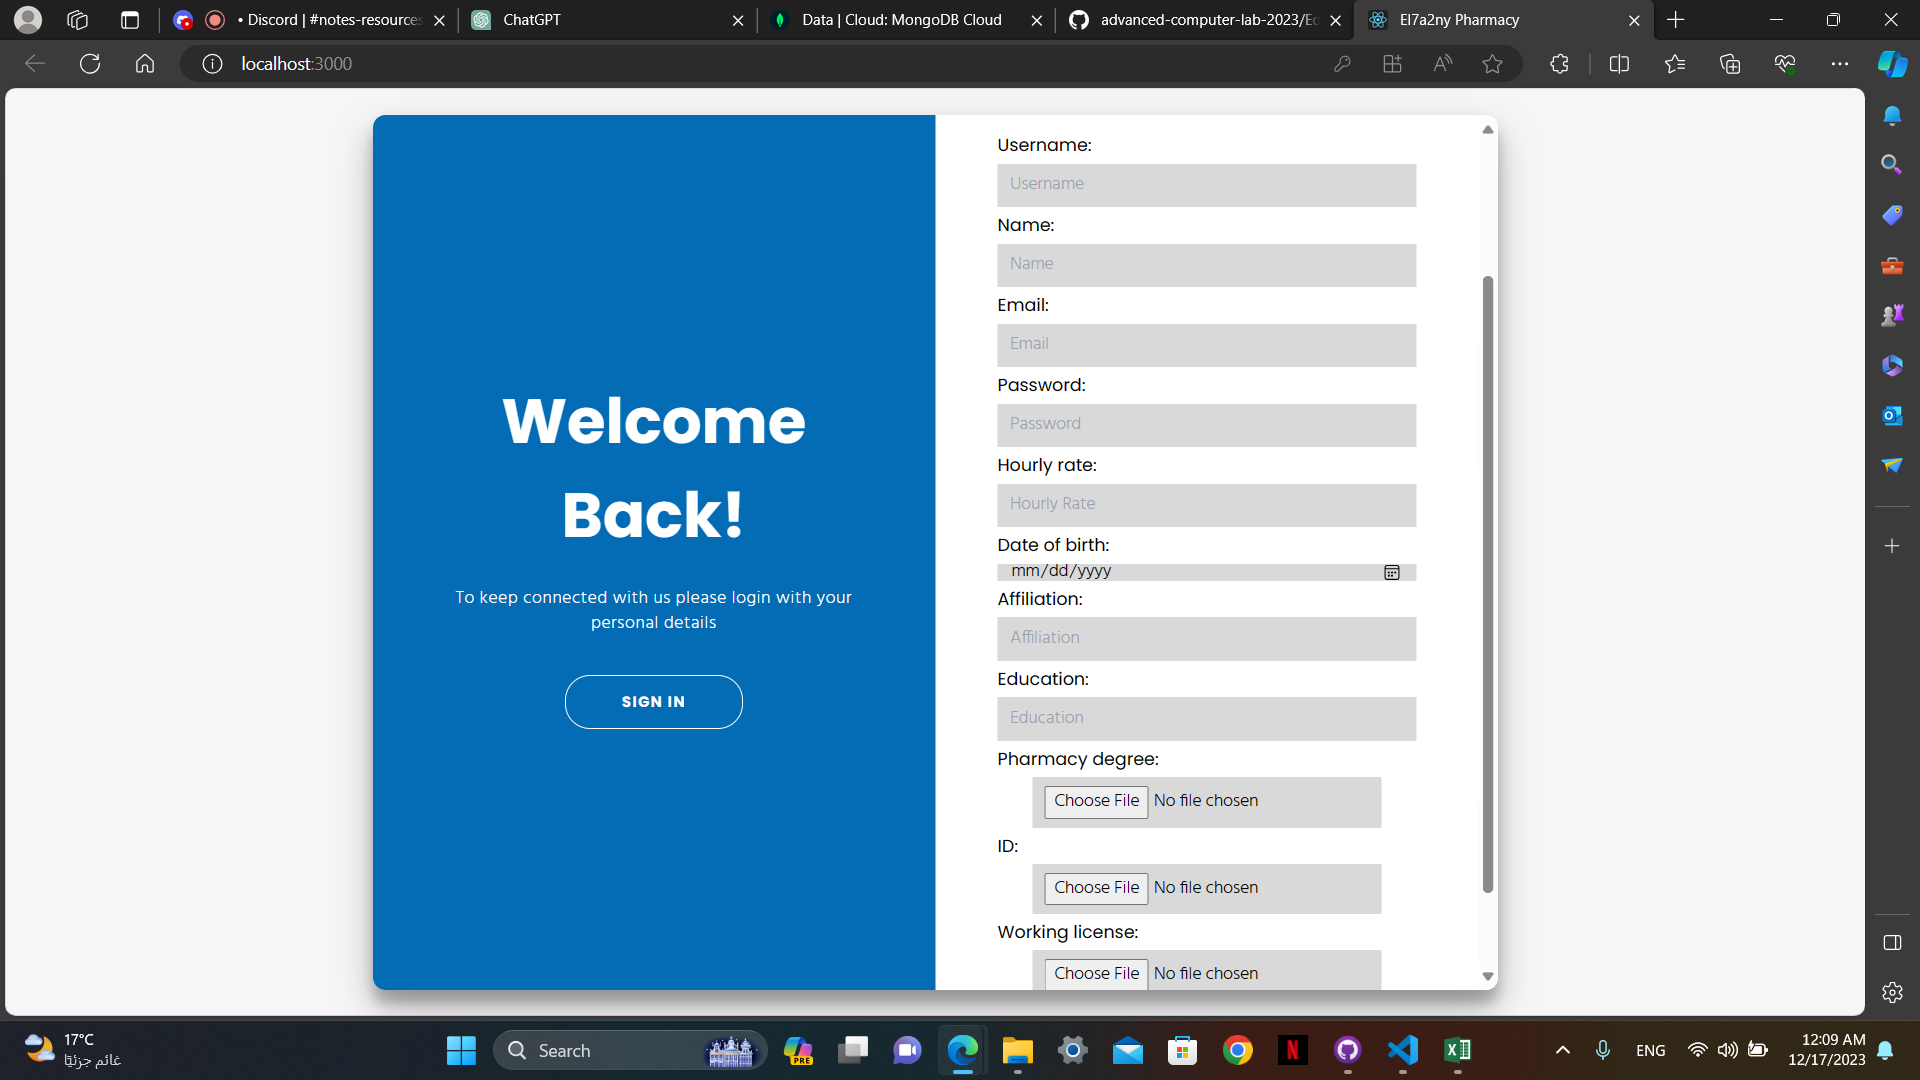 • Discord | #notes-resources
ChatGPT
Data | Cloud: MongoDB Cloud
advanced-computer-lab-2023/Ed
El7a2ny Pharmacy
localhost:3000
Welcome
Back!
To keep connected with us please login with your
personal details
SIGN IN
Username:
Username
Name:
Name
Email:
Email
Password:
Password
Hourly rate:
Hourly Rate
Date of birth:
mm/dd/yyyy
Affiliation:
Affiliation
Education:
Education
Pharmacy degree:
Choose File No file chosen
ID:
Choose File No file chosen
Working license:
Choose File No file chosen
17°C
غائم جزئيًا
Search
PRE
ENG
12:09 AM
12/17/2023